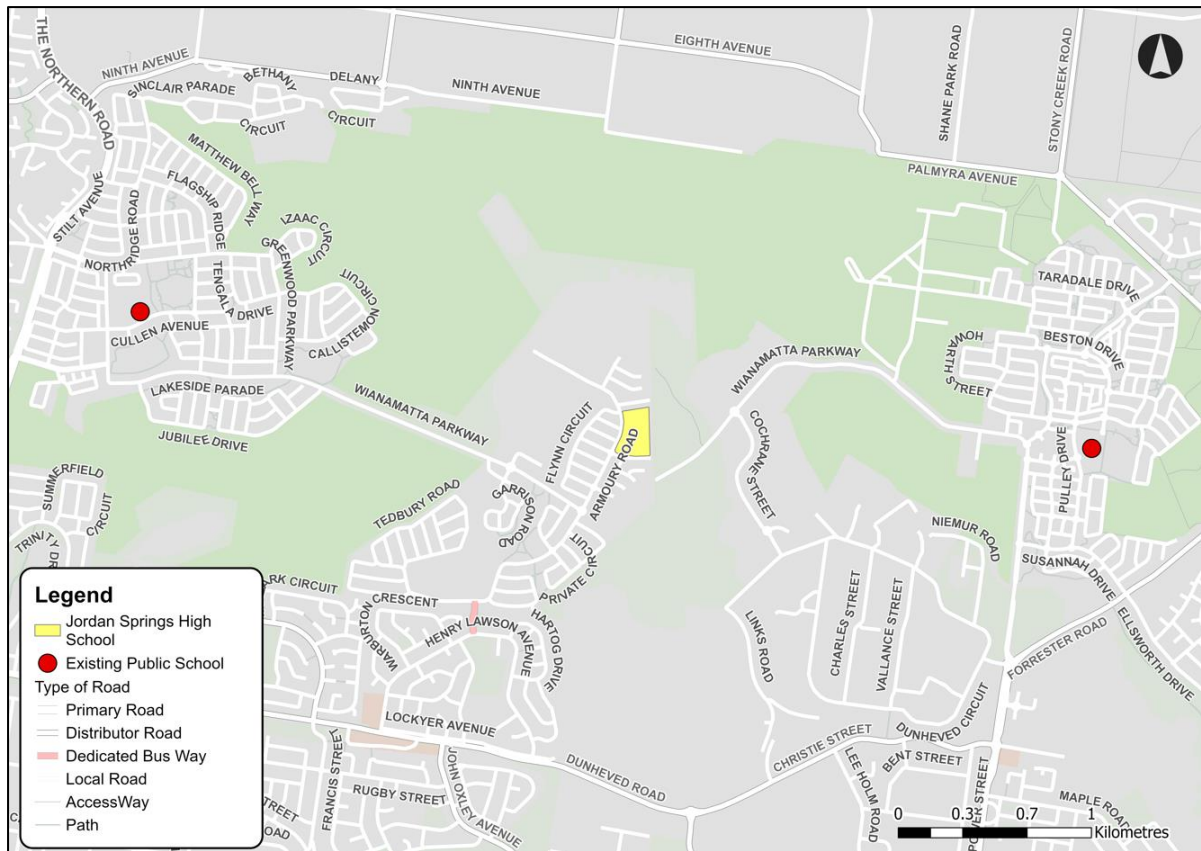 THE NORTHERN ROAD
NINTH AVENUE
SINCLAIR PARADE
BETHANY
CIRCUIT
DELANY
CIRCUIT
NINTH AVENUE
EIGHTH AVENUE
SHANE PARK ROAD
STONY CREEK ROAD
PALMYRA AVENUE
MATTHEW BELL WAY
FLAGSHIP RIDGE
STILT AVENUE
NORTHRIDGE ROAD
IZAAC CIRCUIT
GREENWOOD PARKWAY
TENGALA DRIVE
CULLEN AVENUE
CALLISTEMON CIRCUIT
LAKESIDE PARADE
JUBILEE DRIVE
WIANAMATTA PARKWAY
WIANAMATTA PARKWAY
TARADALE DRIVE
BESTON DRIVE
HOWARTH STREET
PULLEY DRIVE
FLYNN CIRCUIT
ARMOURY ROAD
COCHRANE STREET
GARRISON ROAD
TEDBURY ROAD
SUMMERFIELD
CIRCUIT
TRINITY DR
NIEMUR ROAD
SUSANNAH DRIVE
ELLSWORTH DRIVE
FORRESTER ROAD
PRIVATE CIRCUIT
ARK CIRCUIT
CRESCENT
WARBURTON
HENRY LAWSON AVENUE
HARTOG DRIVE
LINKS ROAD
CHARLES STREET
VALLANCE STREET
DUNHEVED CIRCUIT
CHRISTIE STREET
BENT STREET
LEE HOLM ROAD
LOCKYER AVENUE
DUNHEVED ROAD
JOHN OXLEY AVENUE
FRANCIS STREET
RUGBY STREET
STREET
OAD
MAPLE ROAD
Legend
Jordan Springs High
School
Existing Public School
Type of Road
Primary Road
Distributor Road
Dedicated Bus Way
Local Road
AccessWay
Path
0 0.3 0.7 1
Kilometres